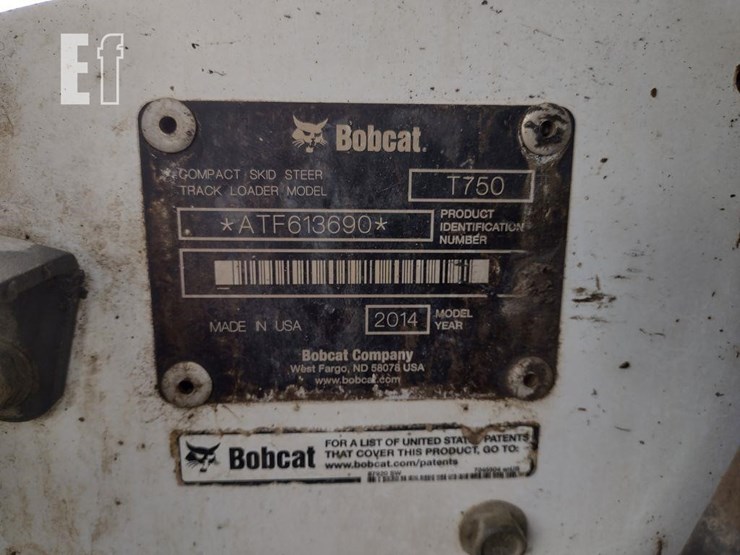 Ef
Bobcat.
COMPACT SKID STEER
TRACK LOADER MODEL
T750
*ATF613690*
PRODUCT
IDENTIFICATION
NUMBER
MADE IN USA
2014
MODEL
YEAR
Bobcat Company
West Fargo, ND 58078 USA
www.bobcat.com
Bobcat
FOR A LIST OF UNITED STATES PATENTS
THAT COVER THIS PRODUCT, GO TO:
www.bobcat.com/patents